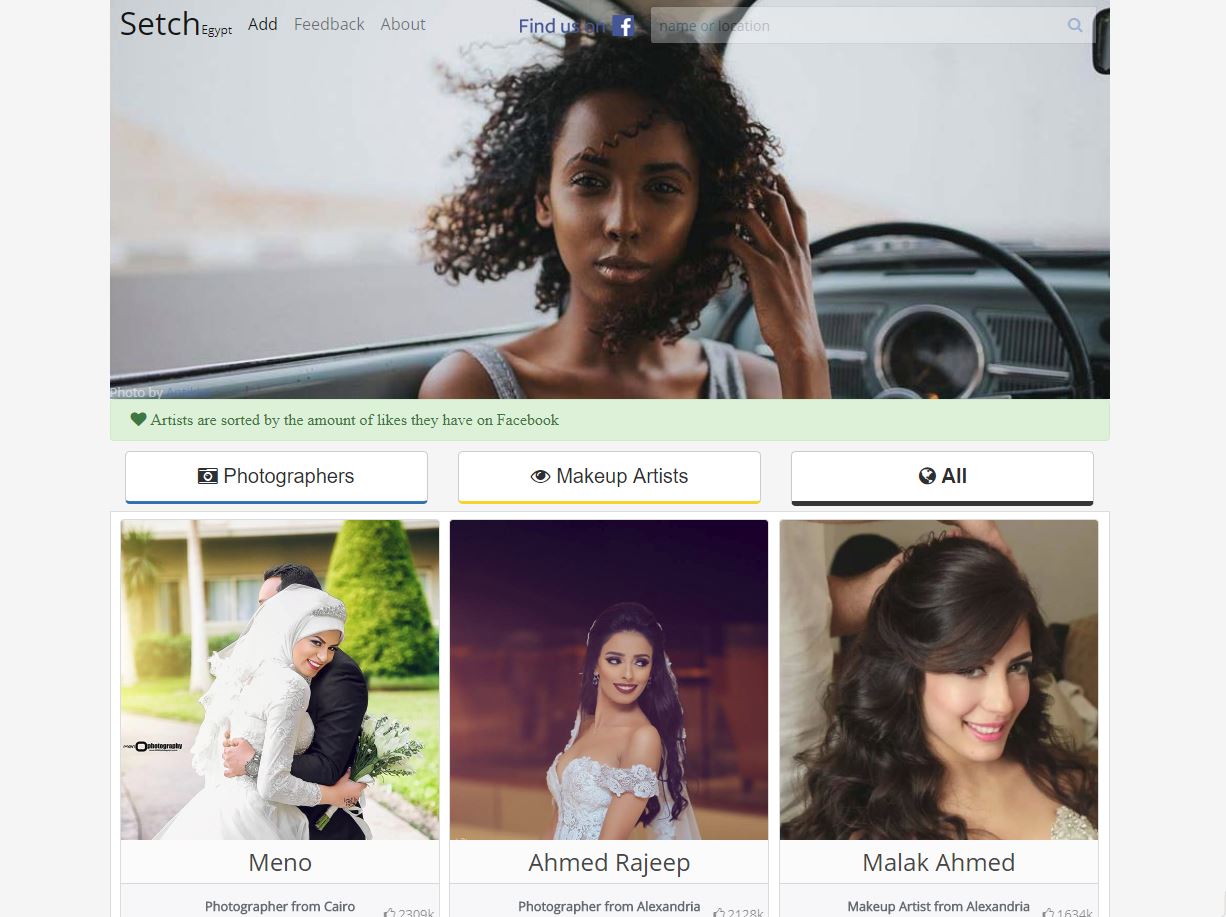 Setch Egypt Add Feedback About Find us on f name or location
Photo by
Artists are sorted by the amount of likes they have on Facebook
Photographers Makeup Artists All
photography
Meno Ahmed Rajeep Malak Ahmed
Photographer from Cairo 2309k Photographer from Alexandria 2128k Makeup Artist from Alexandria 1634k